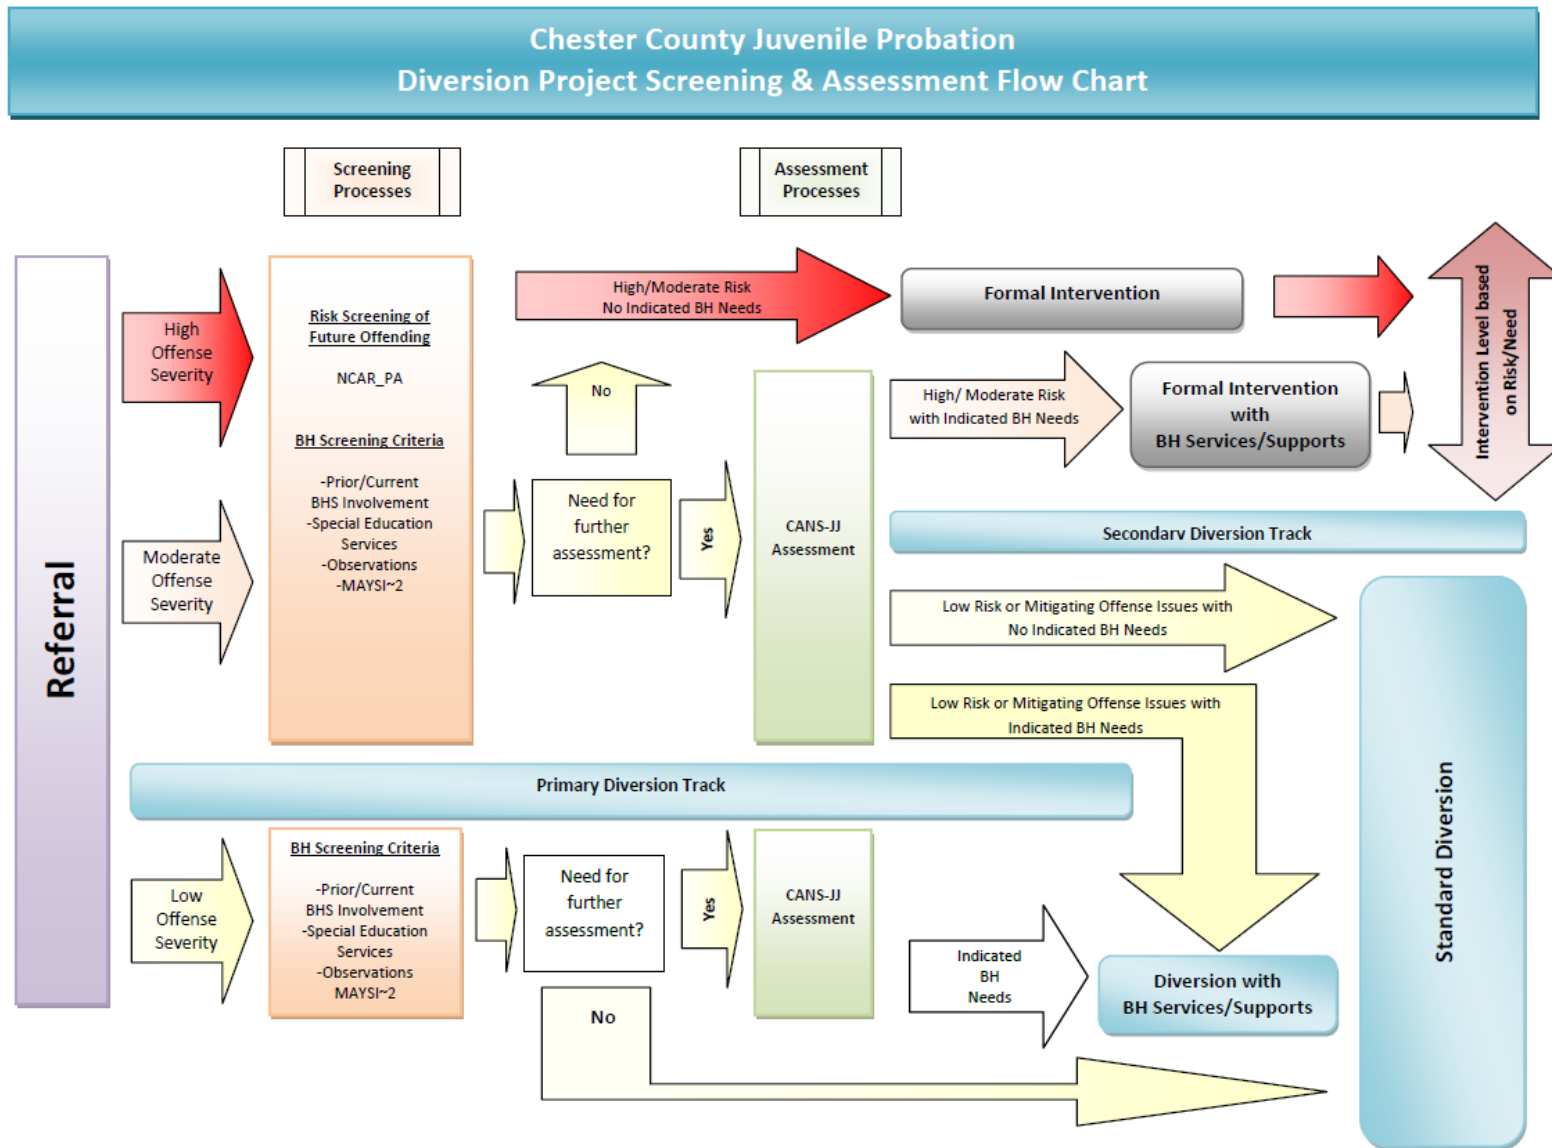 Chester County Juvenile Probation
Diversion Project Screening & Assessment Flow Chart
Screening
Processes
Assessment
Processes
Referral
High
Offense
Severity
Moderate
Offense
Severity
Risk Screening of
Future Offending
NCAR_PA
BH Screening Criteria
-Prior/Current
BHS Involvement
-Special Education
Services
-Observations
-MAYSI~2
High/Moderate Risk
No Indicated BH Needs
No
Need for
further
assessment?
Yes
CANS-JJ
Assessment
Formal Intervention
High/ Moderate Risk
with Indicated BH Needs
Formal Intervention
with
BH Services/Supports
Intervention Level based
on Risk/Need
Secondary Diversion Track
Low Risk or Mitigating Offense Issues with
No Indicated BH Needs
Low Risk or Mitigating Offense Issues with
Indicated BH Needs
Standard Diversion
Primary Diversion Track
Low
Offense
Severity
BH Screening Criteria
-Prior/Current
BHS Involvement
-Special Education
Services
-Observations
MAYSI~2
Need for
further
assessment?
Yes
CANS-JJ
Assessment
Indicated
BH
Needs
Diversion with
BH Services/Supports
No